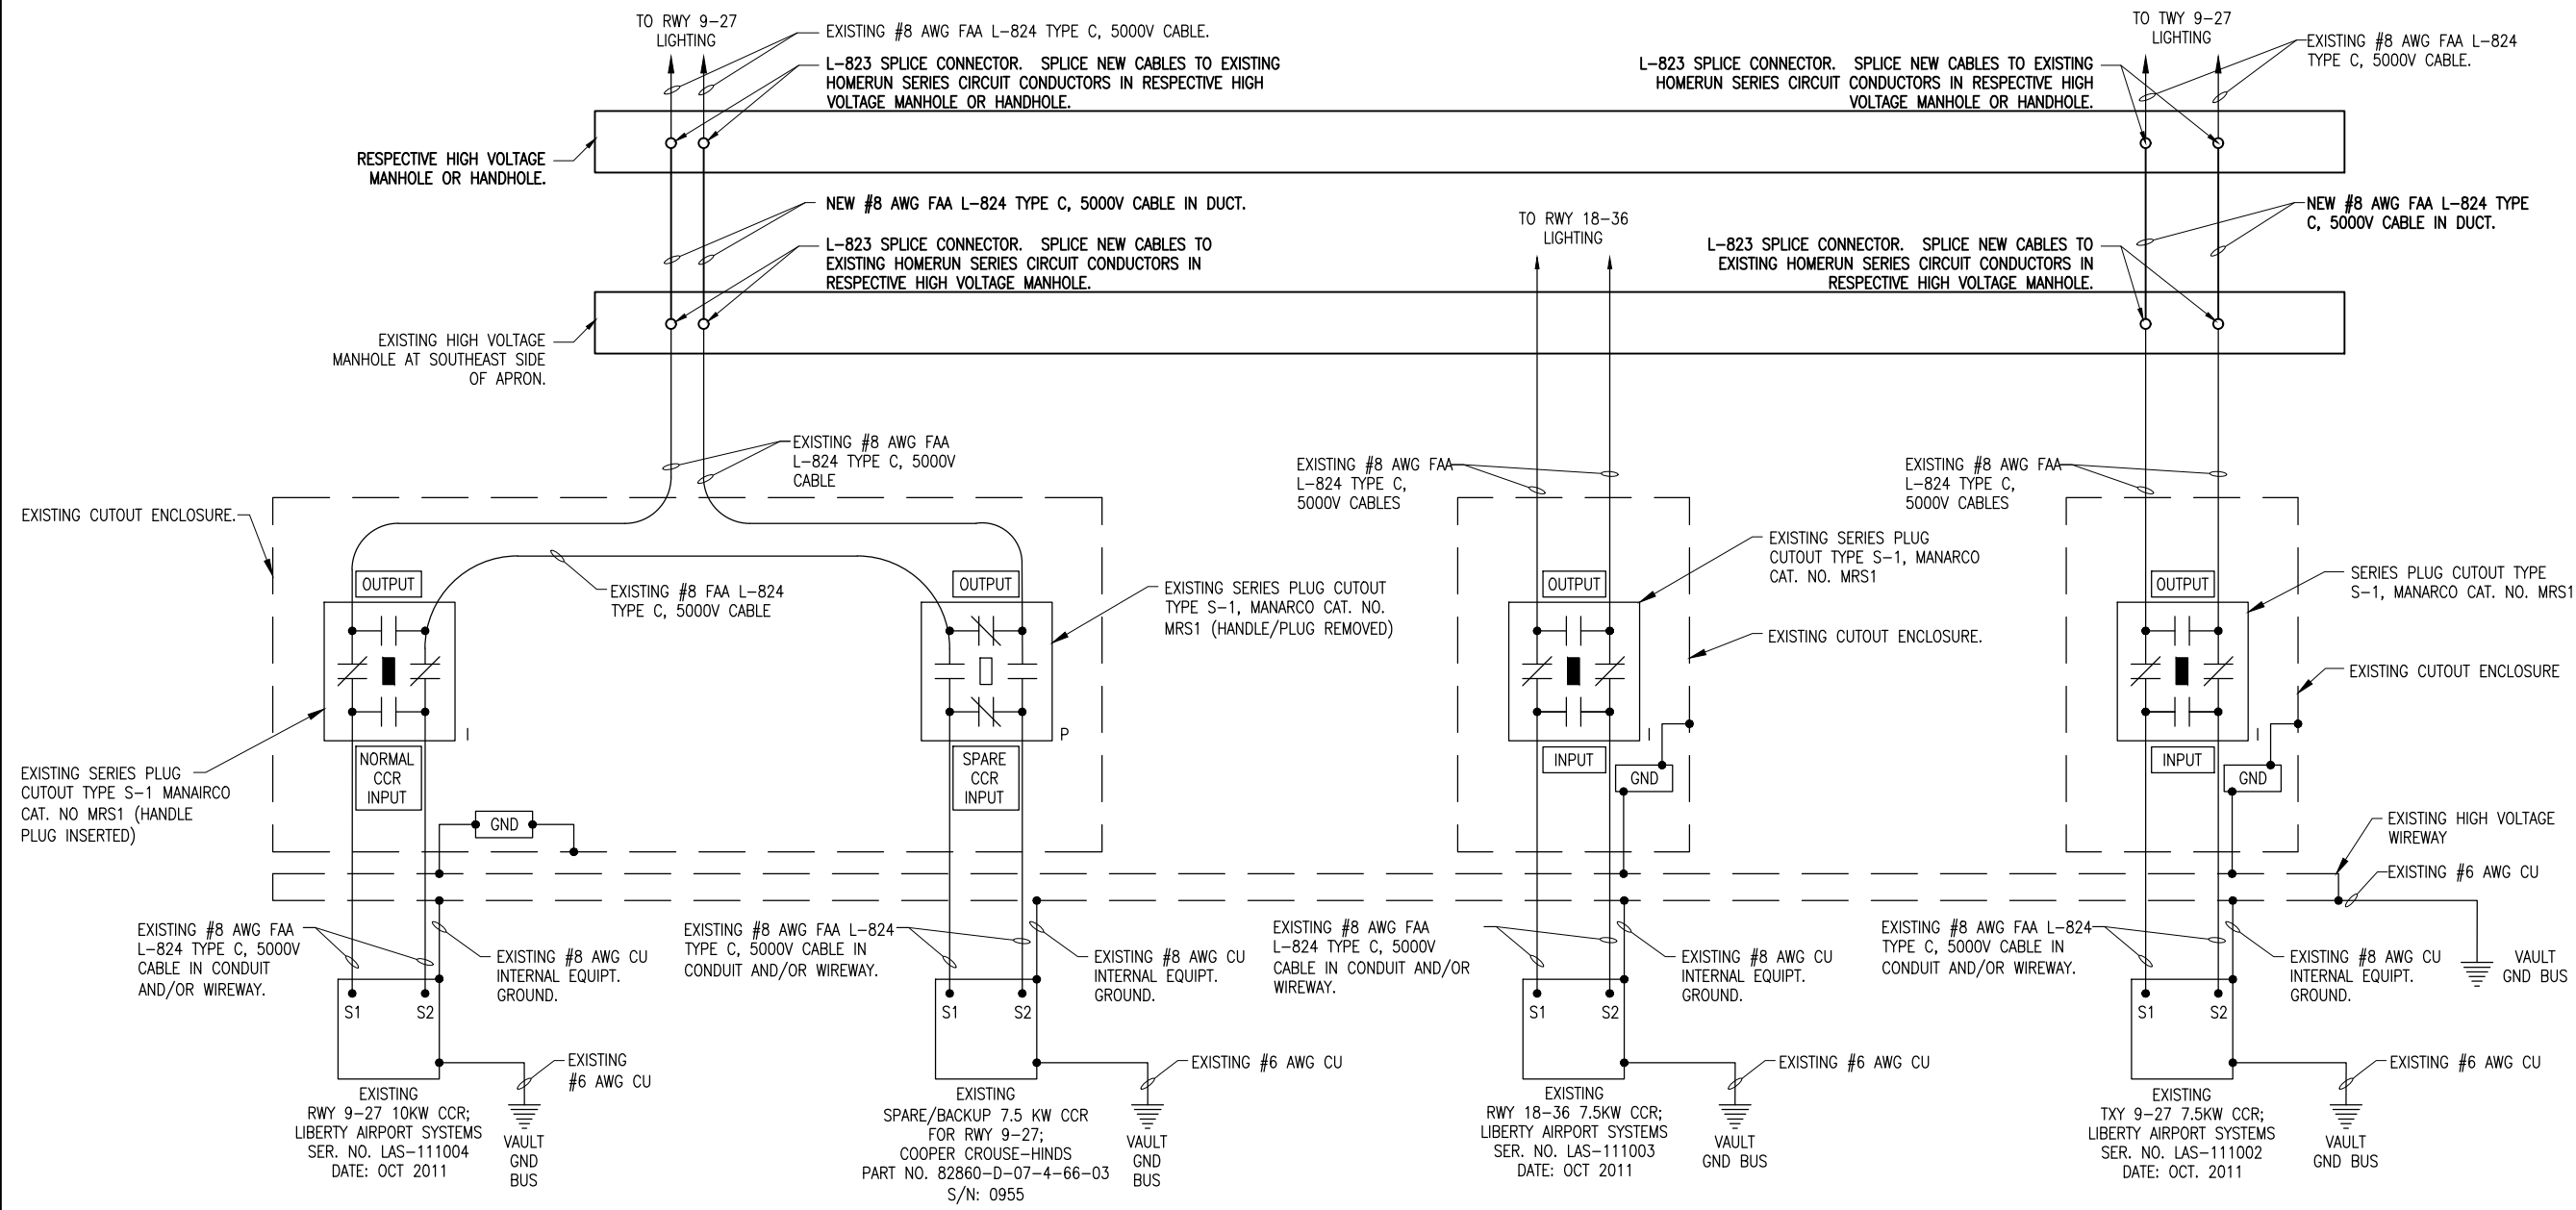 TO RWY 9-27
LIGHTING
EXISTING #8 AWG FAA L-824 TYPE C, 5000V CABLE.
L-823 SPLICE CONNECTOR. SPLICE NEW CABLES TO EXISTING
HOMERUN SERIES CIRCUIT CONDUCTORS IN RESPECTIVE HIGH
VOLTAGE MANHOLE OR HANDHOLE.
TO TWY 9-27
LIGHTING
EXISTING #8 AWG FAA L-824
TYPE C, 5000V CABLE.
L-823 SPLICE CONNECTOR. SPLICE NEW CABLES TO EXISTING
HOMERUN SERIES CIRCUIT CONDUCTORS IN RESPECTIVE HIGH
VOLTAGE MANHOLE OR HANDHOLE.
RESPECTIVE HIGH VOLTAGE
MANHOLE OR HANDHOLE.
NEW #8 AWG FAA L-824 TYPE C, 5000V CABLE IN DUCT.
L-823 SPLICE CONNECTOR. SPLICE NEW CABLES TO
EXISTING HOMERUN SERIES CIRCUIT CONDUCTORS IN
RESPECTIVE HIGH VOLTAGE MANHOLE.
TO RWY 18-36
LIGHTING
L-823 SPLICE CONNECTOR. SPLICE NEW CABLES TO
EXISTING HOMERUN SERIES CIRCUIT CONDUCTORS IN
RESPECTIVE HIGH VOLTAGE MANHOLE.
NEW #8 AWG FAA L-824 TYPE
C, 5000V CABLE IN DUCT.
EXISTING HIGH VOLTAGE
MANHOLE AT SOUTHEAST SIDE
OF APRON.
EXISTING #8 AWG FAA
L-824 TYPE C, 5000V
CABLE
EXISTING #8 AWG FAA
L-824 TYPE C,
5000V CABLES
EXISTING #8 AWG FAA
L-824 TYPE C,
5000V CABLES
EXISTING CUTOUT ENCLOSURE.
OUTPUT
EXISTING #8 FAA L-824
TYPE C, 5000V CABLE
OUTPUT
EXISTING SERIES PLUG CUTOUT
TYPE S-1, MANARCO CAT. NO.
MRS1 (HANDLE/PLUG REMOVED)
OUTPUT
EXISTING SERIES PLUG
CUTOUT TYPE S-1, MANARCO
CAT. NO. MRS1
EXISTING CUTOUT ENCLOSURE.
OUTPUT
SERIES PLUG CUTOUT TYPE
S-1, MANARCO CAT. NO. MRS1
EXISTING CUTOUT ENCLOSURE
I
P
I
I
EXISTING SERIES PLUG
CUTOUT TYPE S-1 MANAIRCO
CAT. NO MRS1 (HANDLE
PLUG INSERTED)
NORMAL
CCR
INPUT
GND
SPARE
CCR
INPUT
INPUT
GND
INPUT
GND
EXISTING HIGH VOLTAGE
WIREWAY
EXISTING #6 AWG CU
EXISTING #8 AWG FAA
L-824 TYPE C, 5000V
CABLE IN CONDUIT
AND/OR WIREWAY.
EXISTING #8 AWG CU
INTERNAL EQUIPT.
GROUND.
EXISTING #8 AWG FAA L-824
TYPE C, 5000V CABLE IN
CONDUIT AND/OR WIREWAY.
EXISTING #8 AWG CU
INTERNAL EQUIPT.
GROUND.
EXISTING #8 AWG FAA
L-824 TYPE C, 5000V
CABLE IN CONDUIT AND/OR
WIREWAY.
EXISTING #8 AWG CU
INTERNAL EQUIPT.
GROUND.
EXISTING #8 AWG FAA L-824
TYPE C, 5000V CABLE IN
CONDUIT AND/OR WIREWAY.
EXISTING #8 AWG CU
INTERNAL EQUIPT.
GROUND.
VAULT
GND BUS
S1 S2
S1 S2
S1 S2
S1 S2
EXISTING
#6 AWG CU
EXISTING #6 AWG CU
EXISTING #6 AWG CU
EXISTING #6 AWG CU
EXISTING
RWY 9-27 10KW CCR;
LIBERTY AIRPORT SYSTEMS
SER. NO. LAS-111004
DATE: OCT 2011
VAULT
GND
BUS
EXISTING
SPARE/BACKUP 7.5 KW CCR
FOR RWY 9-27;
COOPER CROUSE-HINDS
PART NO. 82860-D-07-4-66-03
S/N: 0955
VAULT
GND
BUS
EXISTING
RWY 18-36 7.5KW CCR;
LIBERTY AIRPORT SYSTEMS
SER. NO. LAS-111003
DATE: OCT 2011
VAULT
GND BUS
EXISTING
TXY 9-27 7.5KW CCR;
LIBERTY AIRPORT SYSTEMS
SER. NO. LAS-111002
DATE: OCT. 2011
VAULT
GND BUS